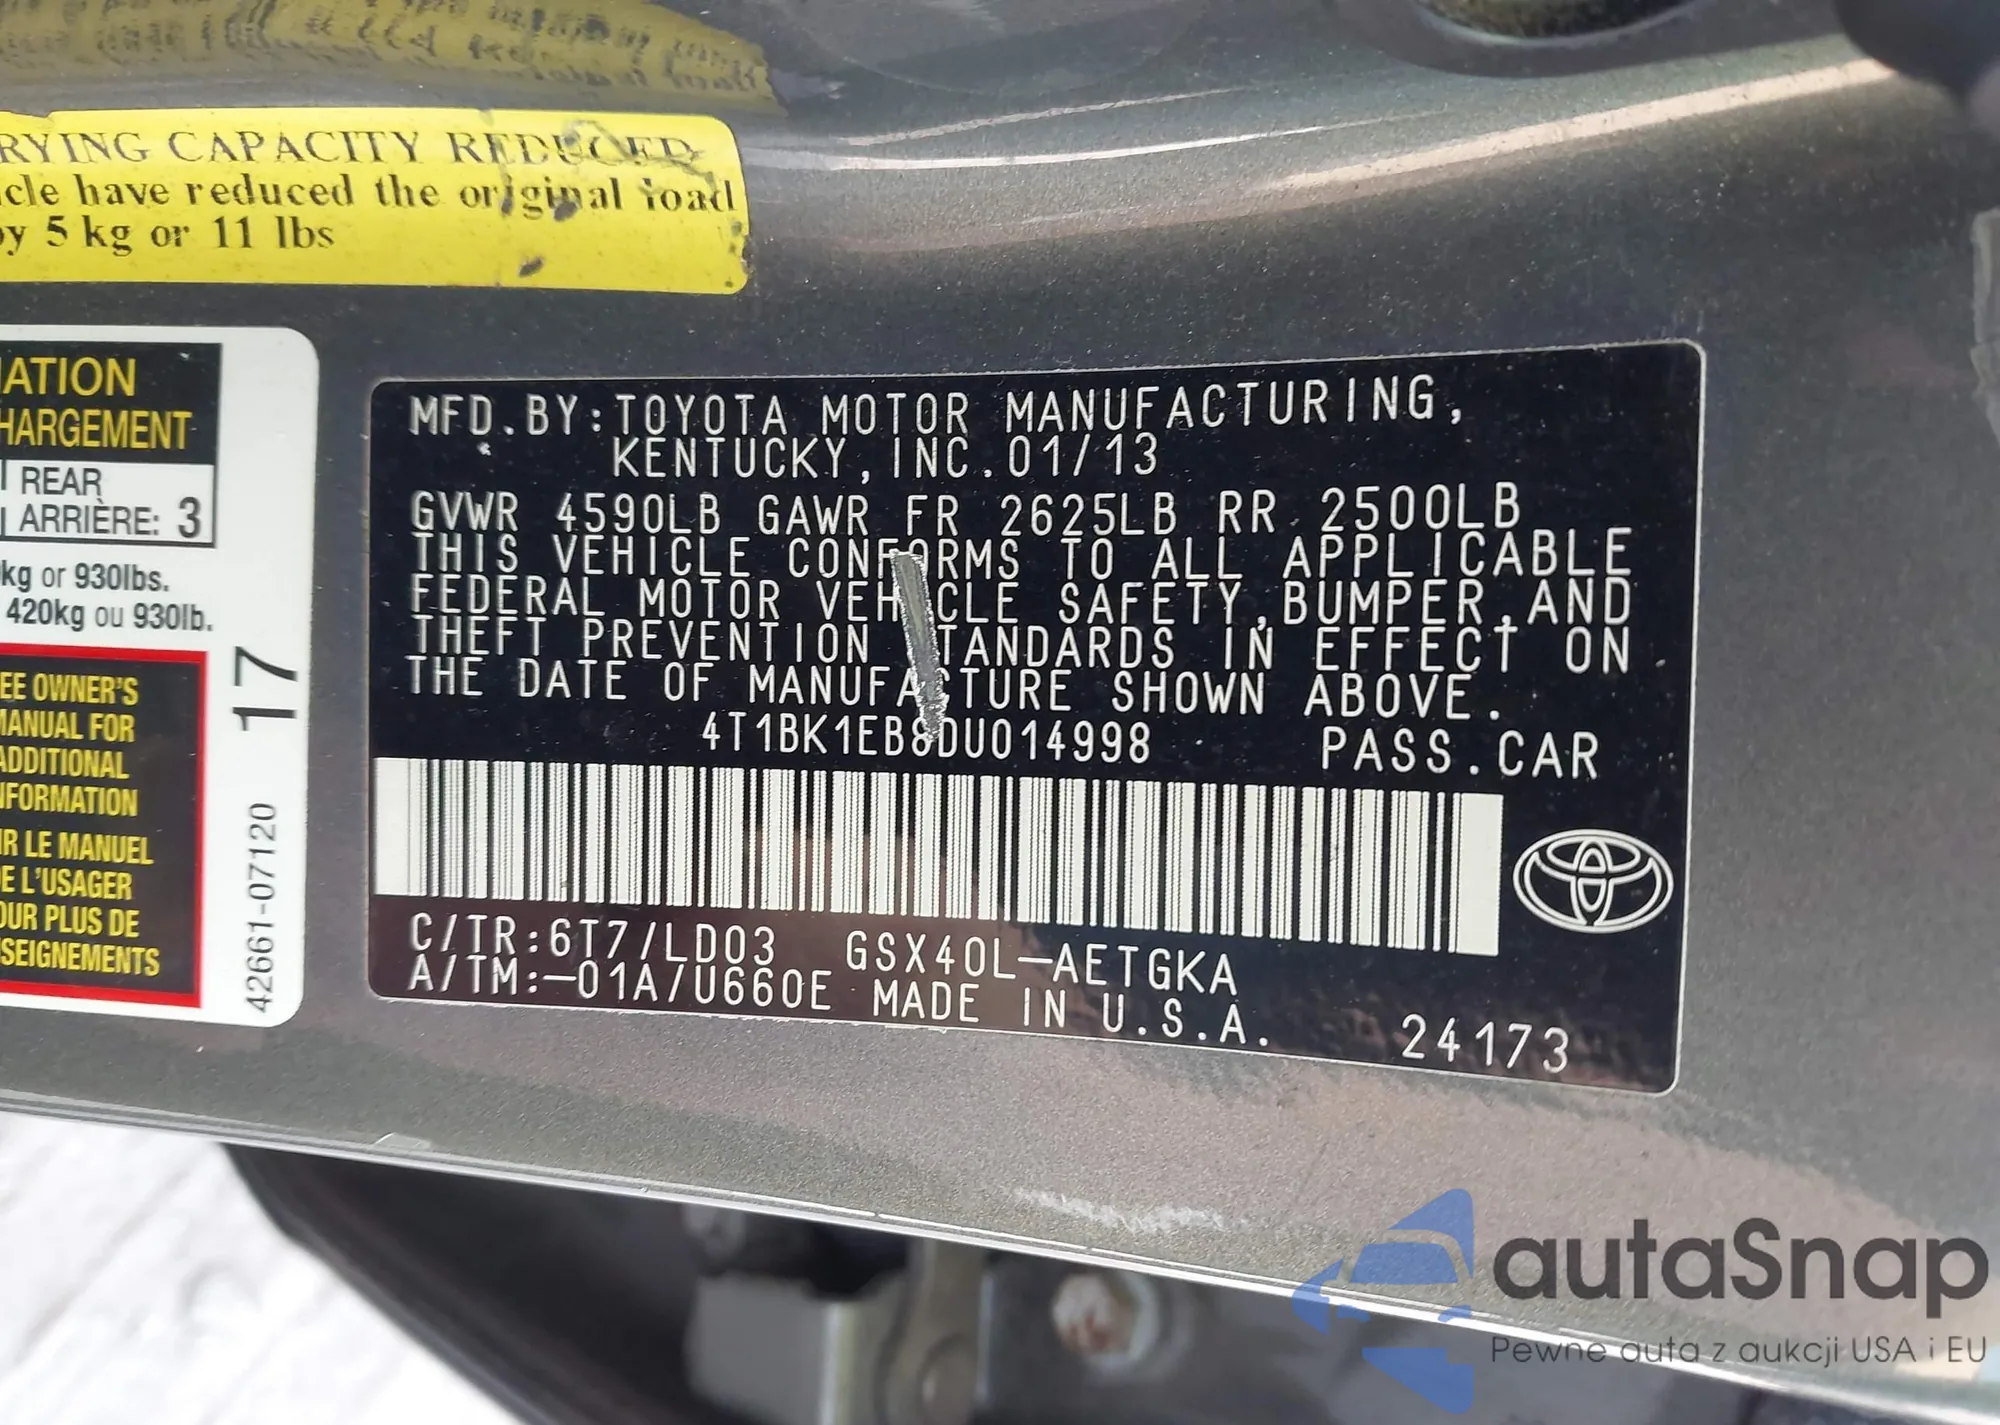 RYING CAPACITY REDUCED
icle have reduced the original load
by 5 kg or 11 lbs
ATION
HARGEMENT
REAR
ARRIÈRE: 3
kg or 930lbs.
420kg ou 930lb.
EE OWNER'S
MANUAL FOR
ADDITIONAL
NFORMATION
IR LE MANUEL
DE L'USAGER
OUR PLUS DE
SEIGNEMENTS
17
42661-07120
MFD. BY: TOYOTA MOTOR MANUFACTURING,
KENTUCKY, INC. 01/13
GVWR 4590LB GAWR FR 2625LB RR 2500LB
THIS VEHICLE CONFORMS TO ALL APPLICABLE
FEDERAL MOTOR VEHICLE SAFETY, BUMPER, AND
THEFT PREVENTION STANDARDS IN EFFECT ON
THE DATE OF MANUFACTURE SHOWN ABOVE.
4T1BK1EB8DU014998 PASS. CAR
C/TR: 6T7/LD03 GSX40L-AETGKA
A/TM: -01A/U660E MADE IN U.S.A. 24173
autaSnap
Pewne auta z aukcji USA i EU